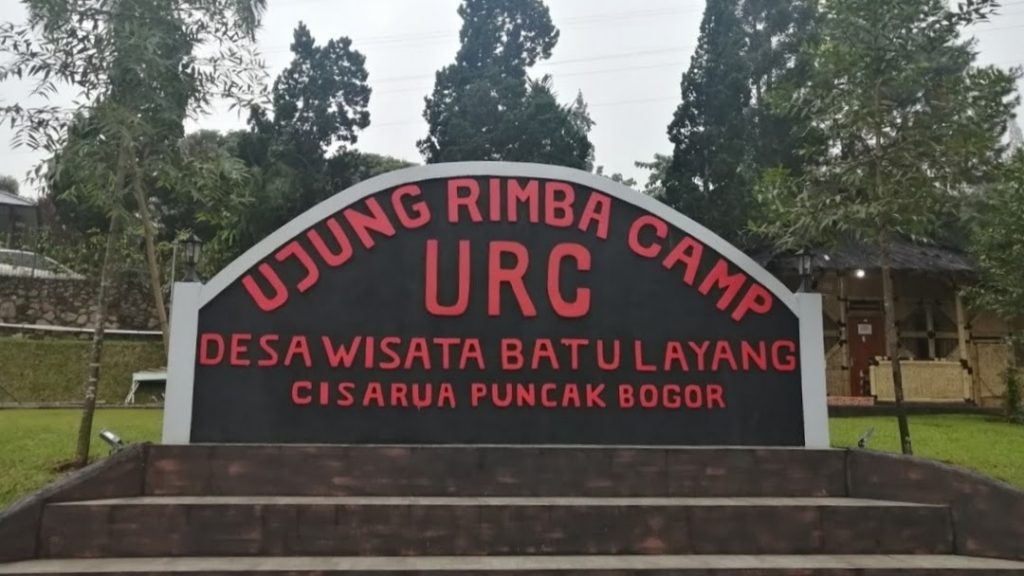 UJUNG RIMBA CAMP
URC
DESA WISATA BATU LAYANG
CISARUA PUNCAK BOGOR